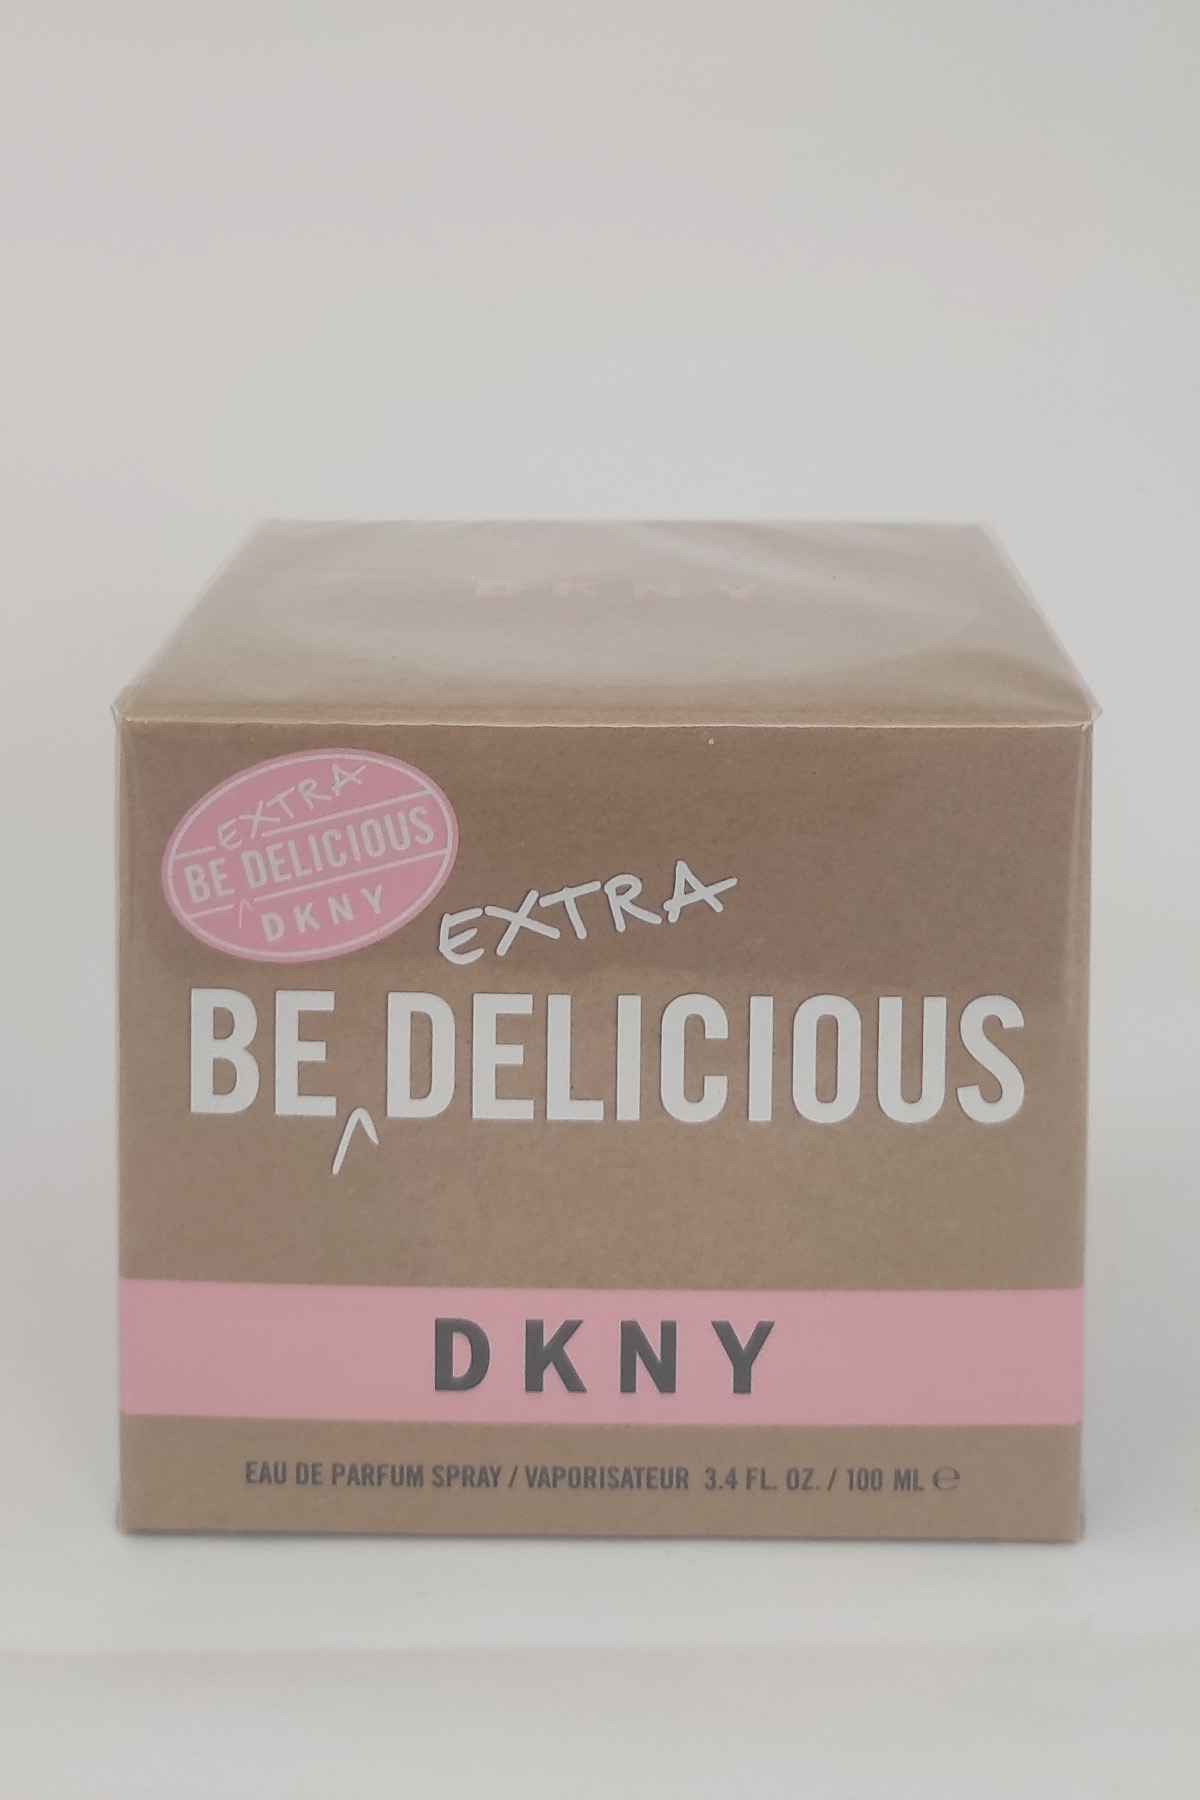 DKNY
EXTRA
BE DELICIOUS
DKNY
EXTRA
BE DELICIOUS
DKNY
EAU DE PARFUM SPRAY / VAPORISATEUR 3.4 FL. OZ. / 100 ML ℮